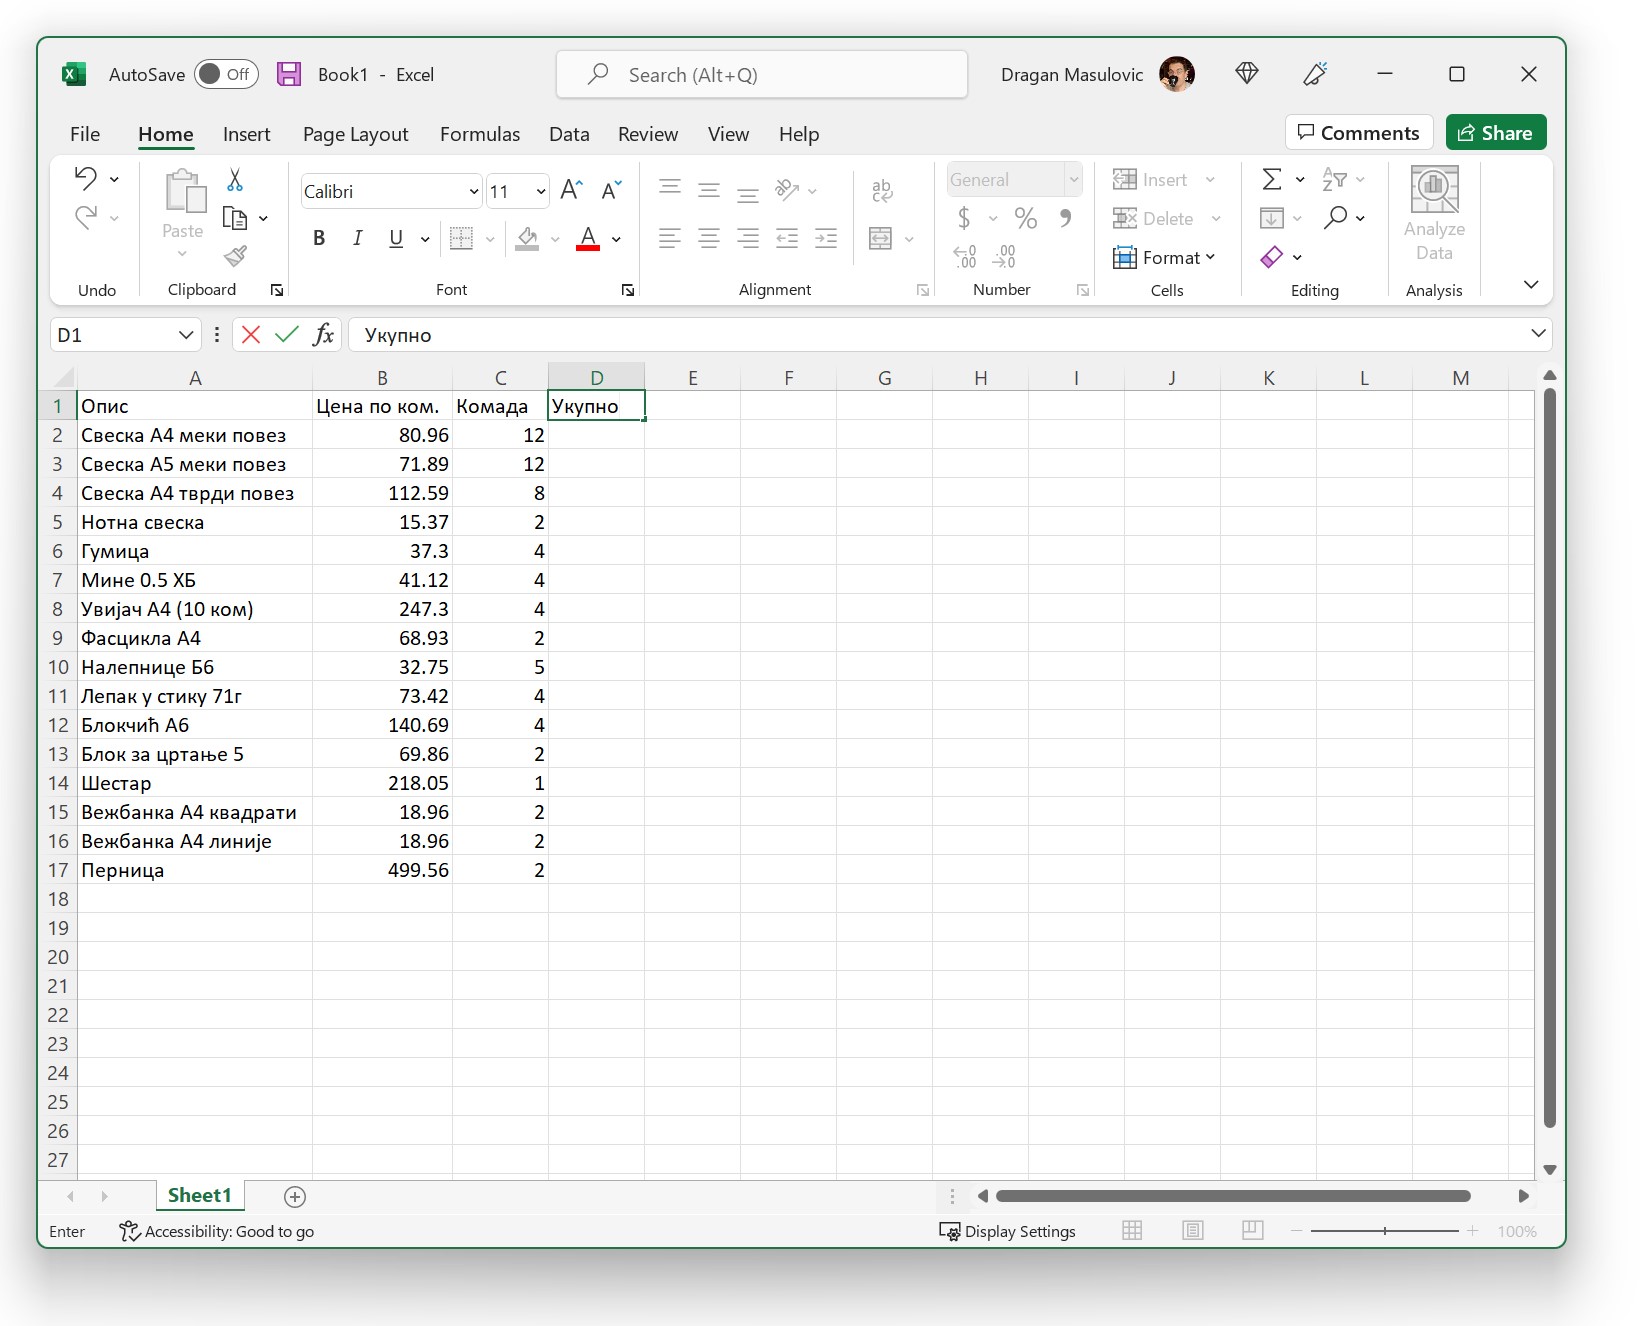 AutoSave Off Book1 - Excel Search (Alt+Q) Dragan Masulovic
File Home Insert Page Layout Formulas Data Review View Help Comments Share
Calibri 11 ab General Insert
Paste $ % Delete Analyze
B I U A Format Data
Undo Clipboard Font Alignment Number Cells Editing Analysis
D1 fx Укупно
A B C D E F G H I J K L M
1 Опис Цена по ком. Комада Укупно
2 Свеска А4 меки повез 80.96 12
3 Свеска А5 меки повез 71.89 12
4 Свеска А4 тврди повез 112.59 8
5 Нотна свеска 15.37 2
6 Гумица 37.3 4
7 Мине 0.5 ХБ 41.12 4
8 Увијач А4 (10 ком) 247.3 4
9 Фасцикла А4 68.93 2
10 Налепнице Б6 32.75 5
11 Лепак у стику 71г 73.42 4
12 Блокчић А6 140.69 4
13 Блок за цртање 5 69.86 2
14 Шестар 218.05 1
15 Вежбанка А4 квадрати 18.96 2
16 Вежбанка А4 линије 18.96 2
17 Перница 499.56 2
18
19
20
21
22
23
24
25
26
27
Sheet1
Enter Accessibility: Good to go Display Settings 100%